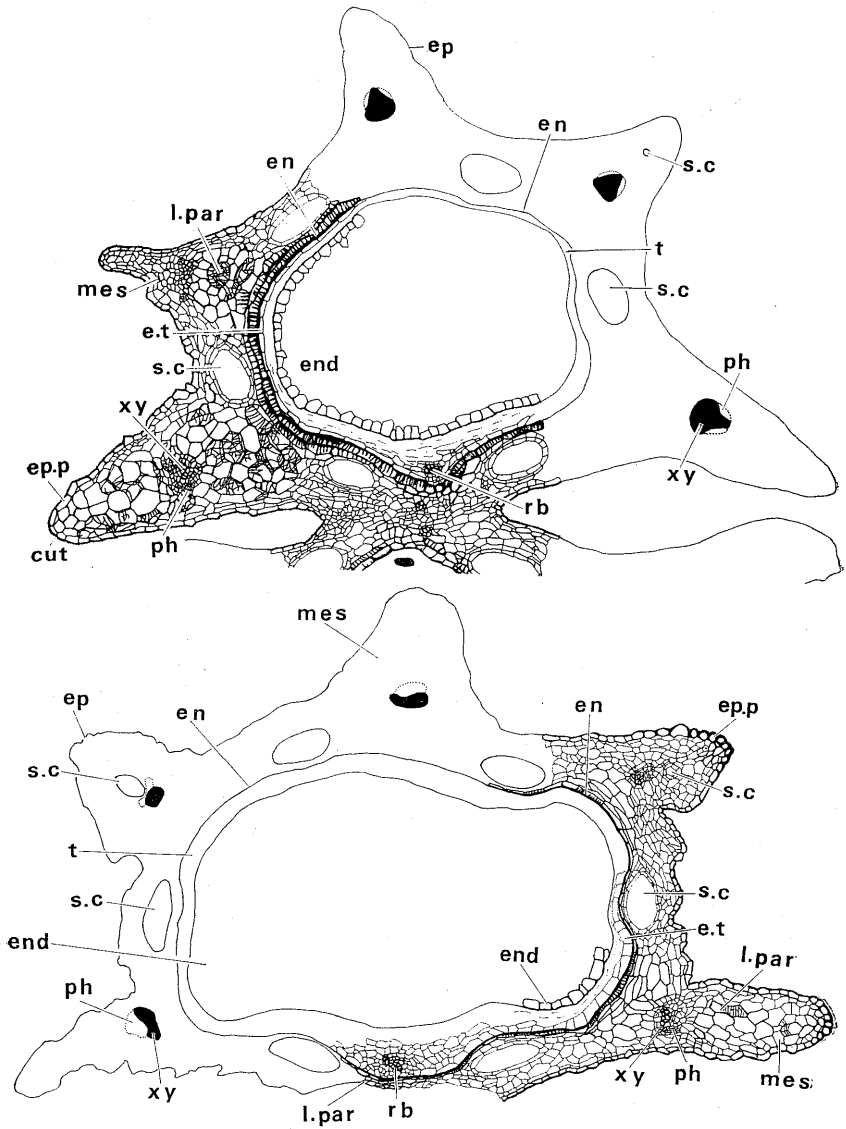 ep
en
s.c
en
l.par
t
mes
s.c
e.t
s.c
end
ph
xy
xy
ep.p
rb
cut
ph
mes
ep
en
en
ep.p
s.c
s.c
t
s.c
s.c
e.t
end
end
l.par
ph
xy
ph
mes
xy
l.par
rb